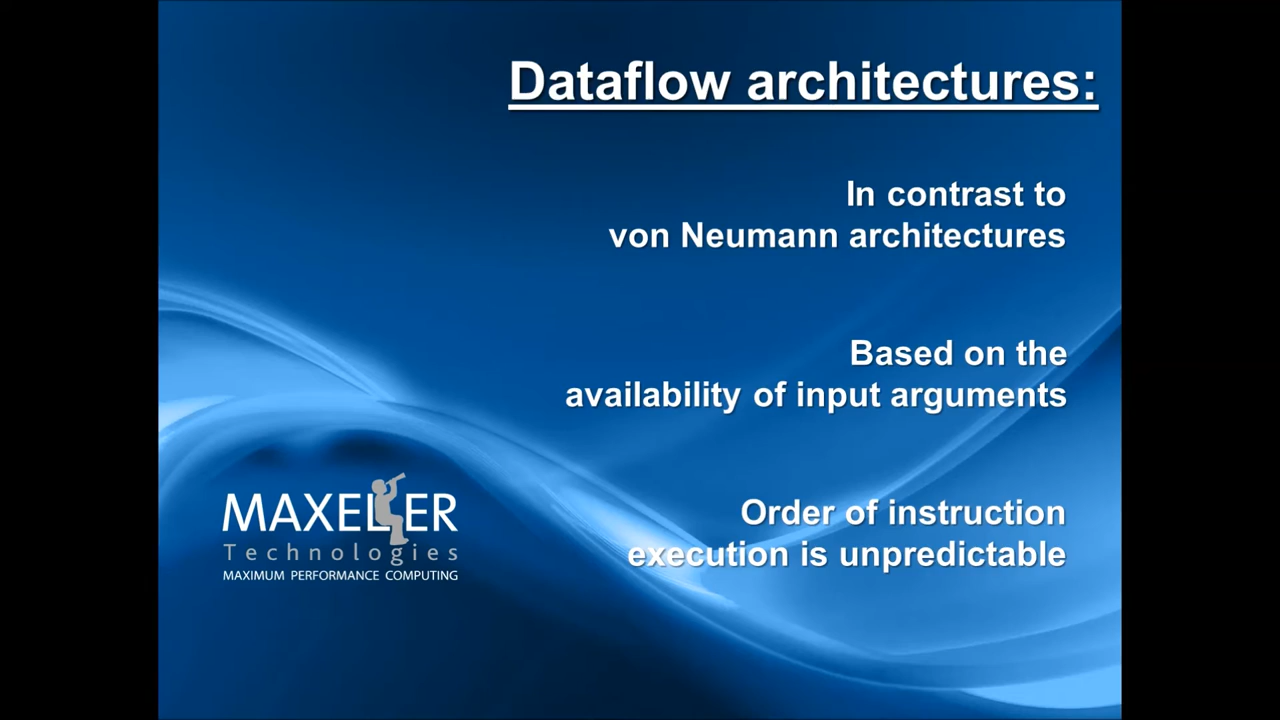 Dataflow architectures:
In contrast to
von Neumann architectures
Based on the
availability of input arguments
Order of instruction
execution is unpredictable
MAXELER
Technologies
MAXIMUM PERFORMANCE COMPUTING